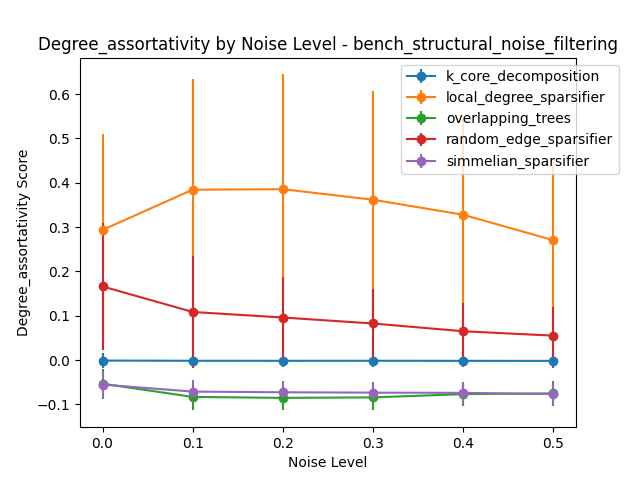 Degree_assortativity by Noise Level - bench_structural_noise_filtering
k_core_decomposition
local_degree_sparsifier
overlapping_trees
random_edge_sparsifier
simmelian_sparsifier
Degree_assortativity Score
0.6
0.5
0.4
0.3
0.2
0.1
0.0
−0.1
0.0 0.1 0.2 0.3 0.4 0.5
Noise Level